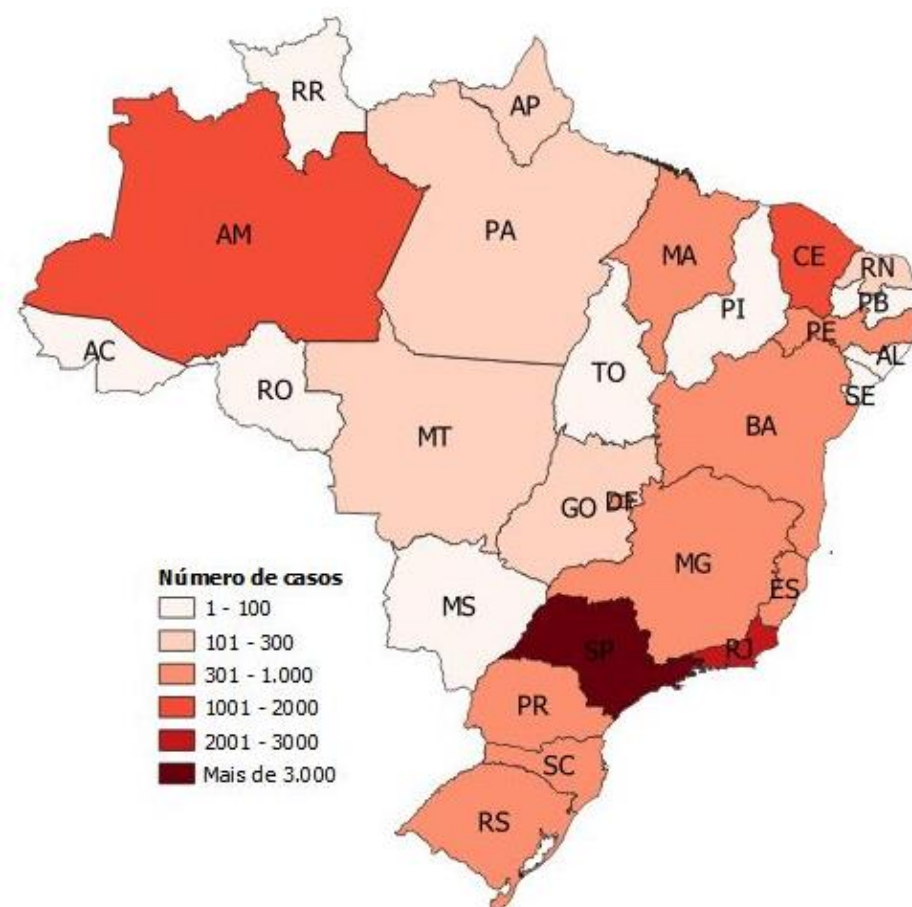 RR
AP
AM
PA
MA
CE
RN
PB
PI
PE
AC
AL
TO
RO
SE
BA
MT
GO
DF
MG
Número de casos
ES
MS
1 - 100
101 - 300
SP
RJ
301 - 1.000
PR
1001 - 2000
2001 - 3000
SC
Mais de 3.000
RS